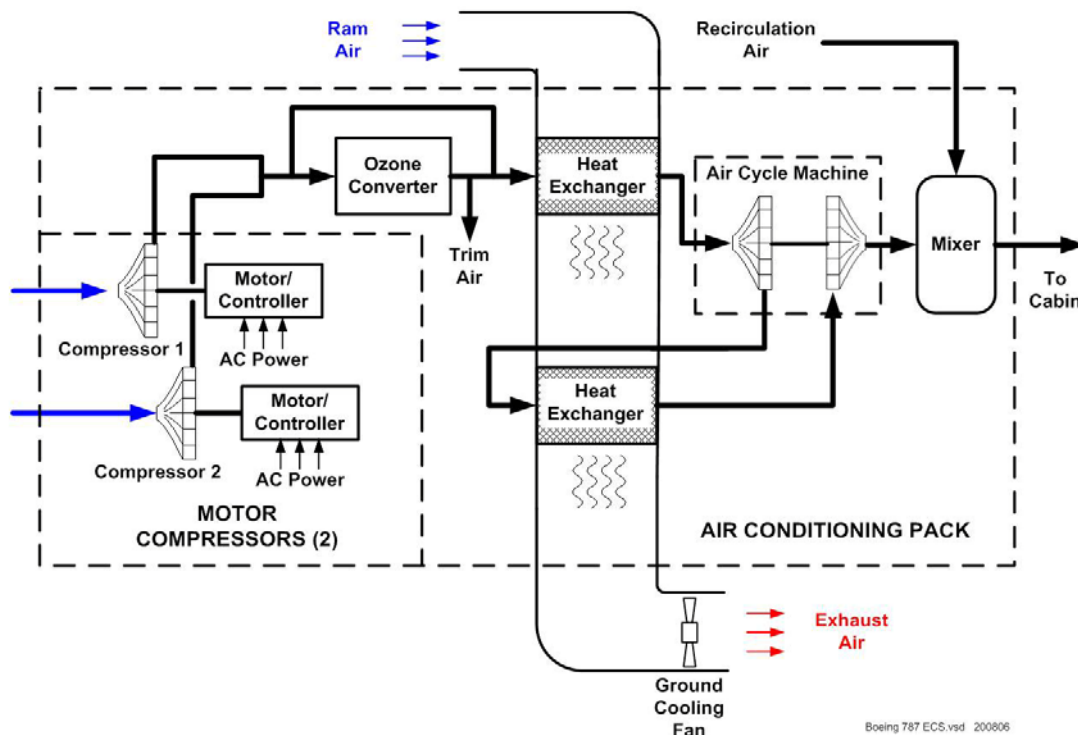 Ram
Air
Recirculation
Air
Ozone
Converter
Heat
Exchanger
Air Cycle Machine
Mixer
Trim
Air
Motor/
Controller
To
Cabin
Compressor 1
AC Power
Heat
Exchanger
Motor/
Controller
Compressor 2
AC Power
MOTOR
COMPRESSORS (2)
AIR CONDITIONING PACK
Exhaust
Air
Ground
Cooling
Fan
Boeing 787 ECS.vsd 200806